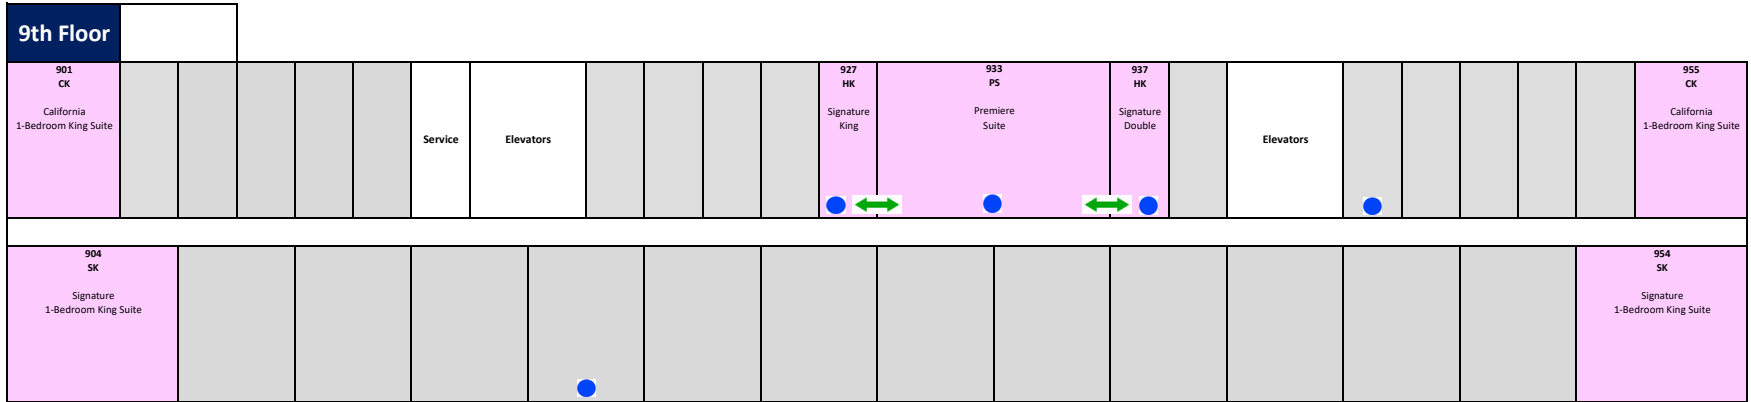 9th Floor
901
CK
California
1-Bedroom King Suite
Service
Elevators
927
HK
Signature
King
933
PS
Premiere
Suite
937
HK
Signature
Double
Elevators
955
CK
California
1-Bedroom King Suite
904
SK
Signature
1-Bedroom King Suite
954
SK
Signature
1-Bedroom King Suite